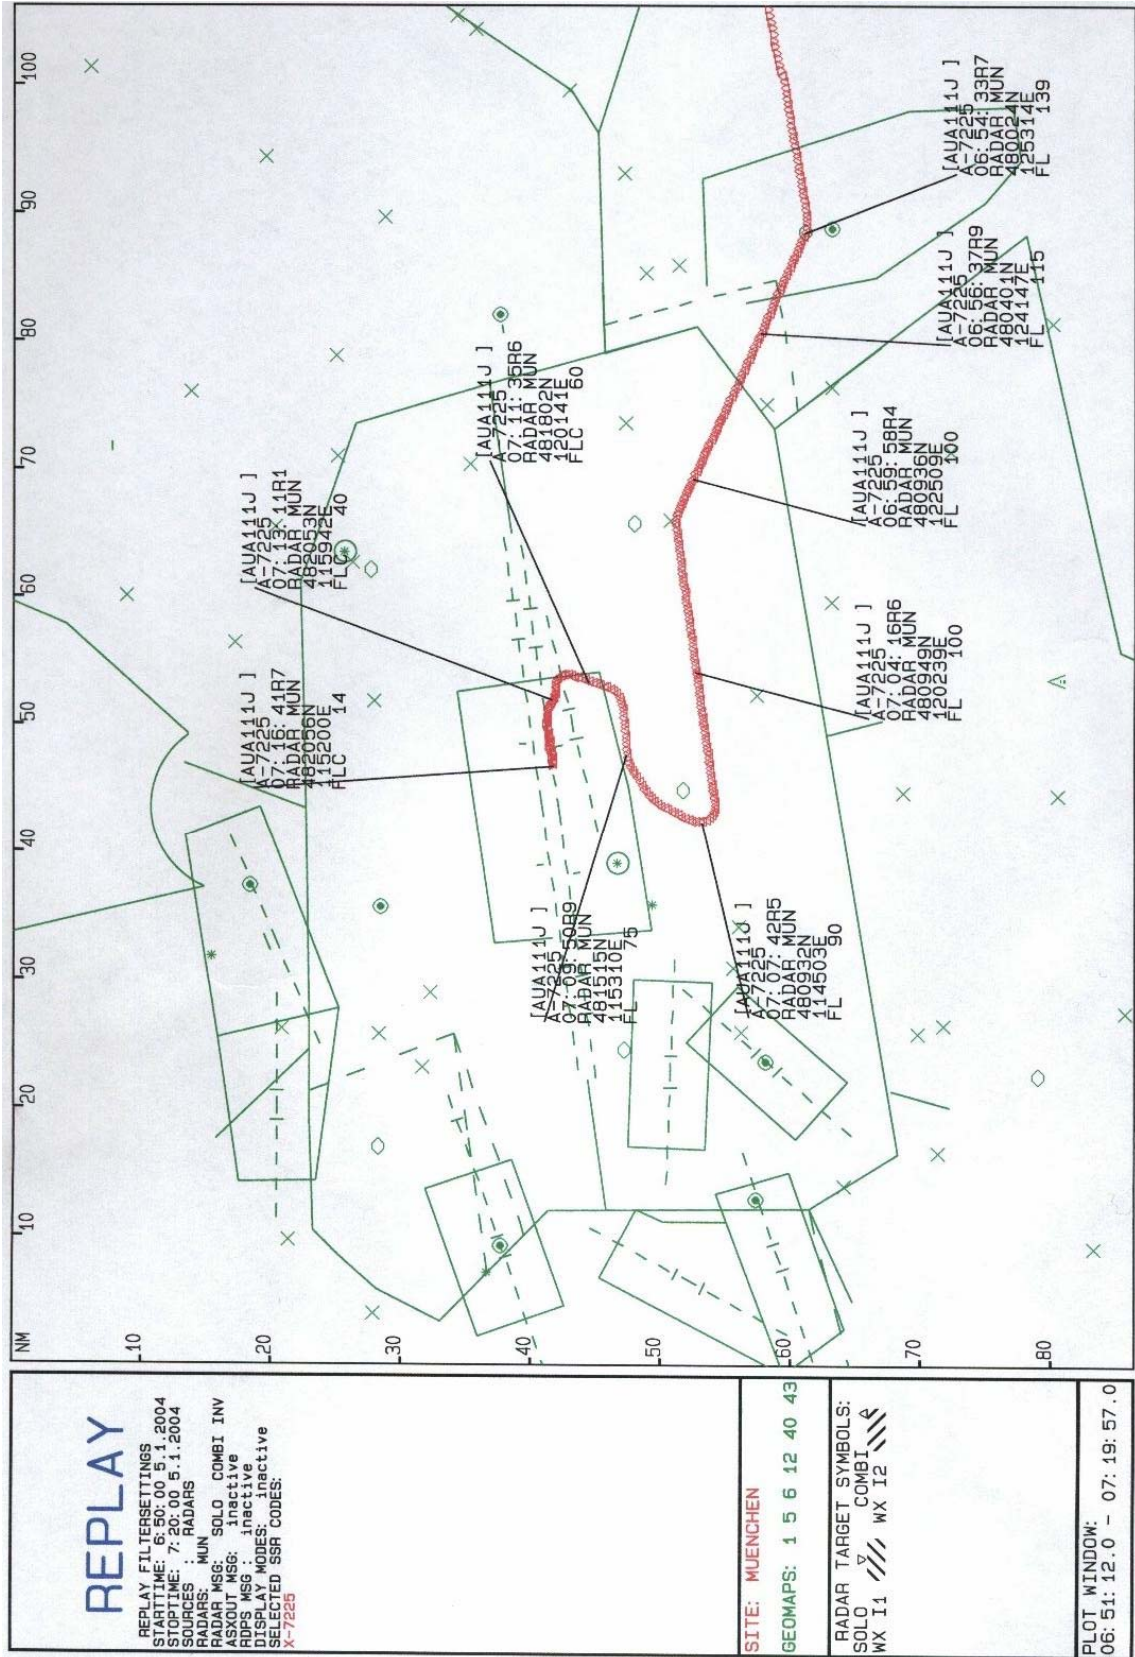 REPLAY
REPLAY FILTERSETTINGS
STARTTIME: 6:50:00 5.1.2004
STOPTIME: 7:20:00 5.1.2004
SOURCES : RADARS
RADARS: MUN
RADAR MSG: SOLO COMBI INV
ASXOUT MSG: inactive
RDPS MSG : inactive
DISPLAY MODES: inactive
SELECTED SSR CODES:
X-7225
SITE: MUENCHEN
GEOMAPS: 1 5 6 12 40 43
RADAR TARGET SYMBOLS:
SOLO COMBI
WX I1 WX I2
PLOT WINDOW:
06:51:12.0 - 07:19:57.0
NM
10
20
30
40
50
60
70
80
90
100
10
20
30
40
50
60
70
80
[AUA111J ]
A-7225
07:16:41R7
RADAR MUN
482056N
115200E
FLC 14
[AUA111J ]
A-7225
07:13:11R1
RADAR MUN
482053N
115942E
FLC 40
[AUA111J ]
A-7225
07:11:35R6
RADAR MUN
481802N
120141E
FLC 60
[AUA111J ]
A-7225
07:09:50R9
RADAR MUN
481515N
115310E
FL 75
[AUA111J ]
A-7225
07:07:42R5
RADAR MUN
480932N
114503E
FL 90
[AUA111J ]
A-7225
07:04:16R6
RADAR MUN
480949N
120239E
FL 100
[AUA111J ]
A-7225
06:59:58R4
RADAR MUN
480936N
122509E
FL 100
[AUA111J ]
A-7225
06:56:37R9
RADAR MUN
480401N
124147E
FL 115
[AUA111J ]
A-7225
06:54:33R7
RADAR MUN
480024N
125314E
FL 139